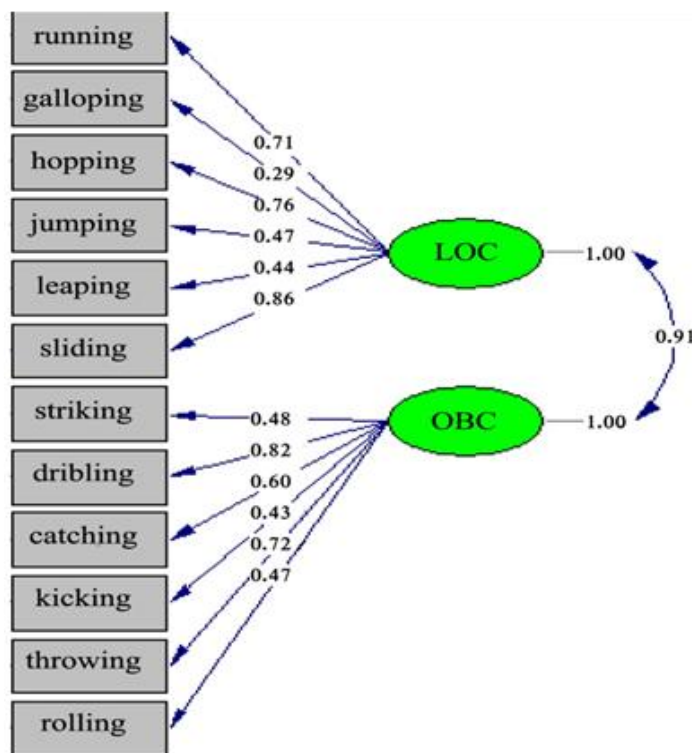 running
galloping
hopping
jumping
leaping
sliding
striking
dribling
catching
kicking
throwing
rolling
0.71
0.29
0.76
0.47
0.44
0.86
0.48
0.82
0.60
0.43
0.72
0.47
LOC
OBC
1.00
1.00
0.91